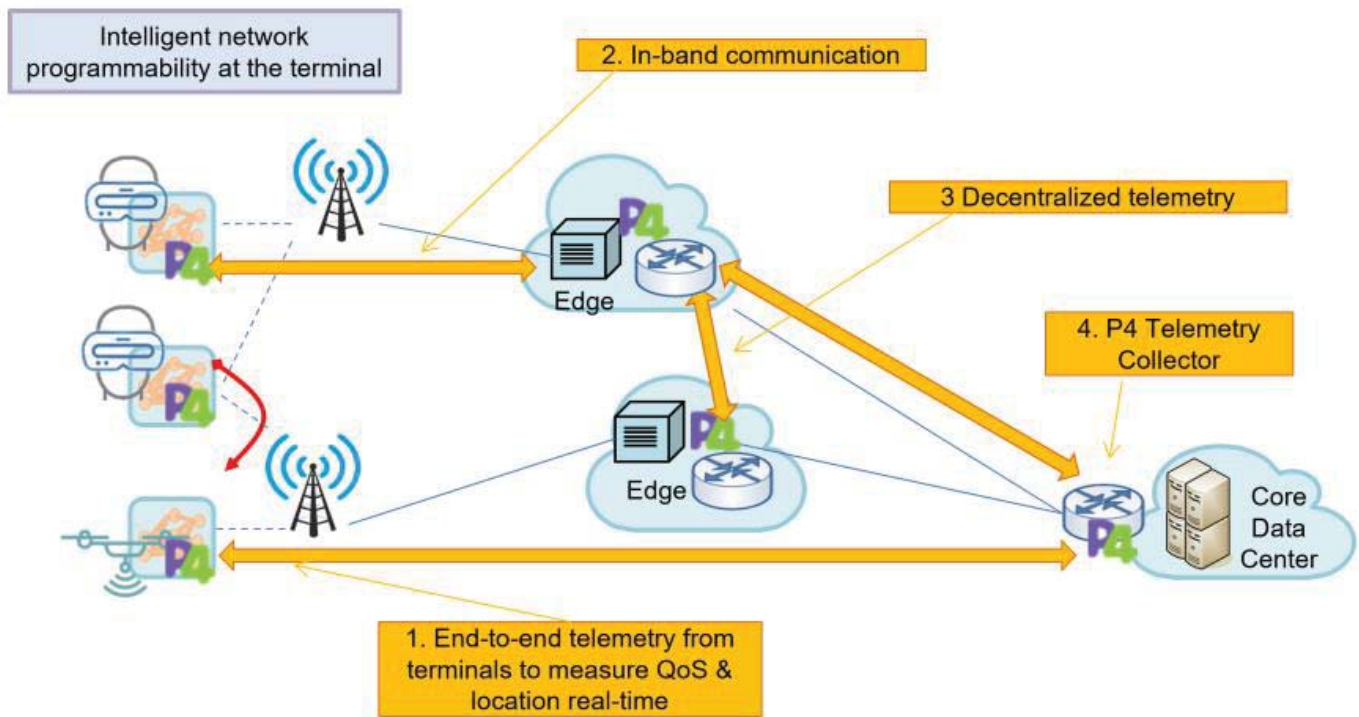 Intelligent network
programmability at the terminal
2. In-band communication
3 Decentralized telemetry
P4
P4
Edge
4. P4 Telemetry
Collector
P4
P4
Edge
Core
Data
Center
P4
P4
1. End-to-end telemetry from
terminals to measure QoS &
location real-time